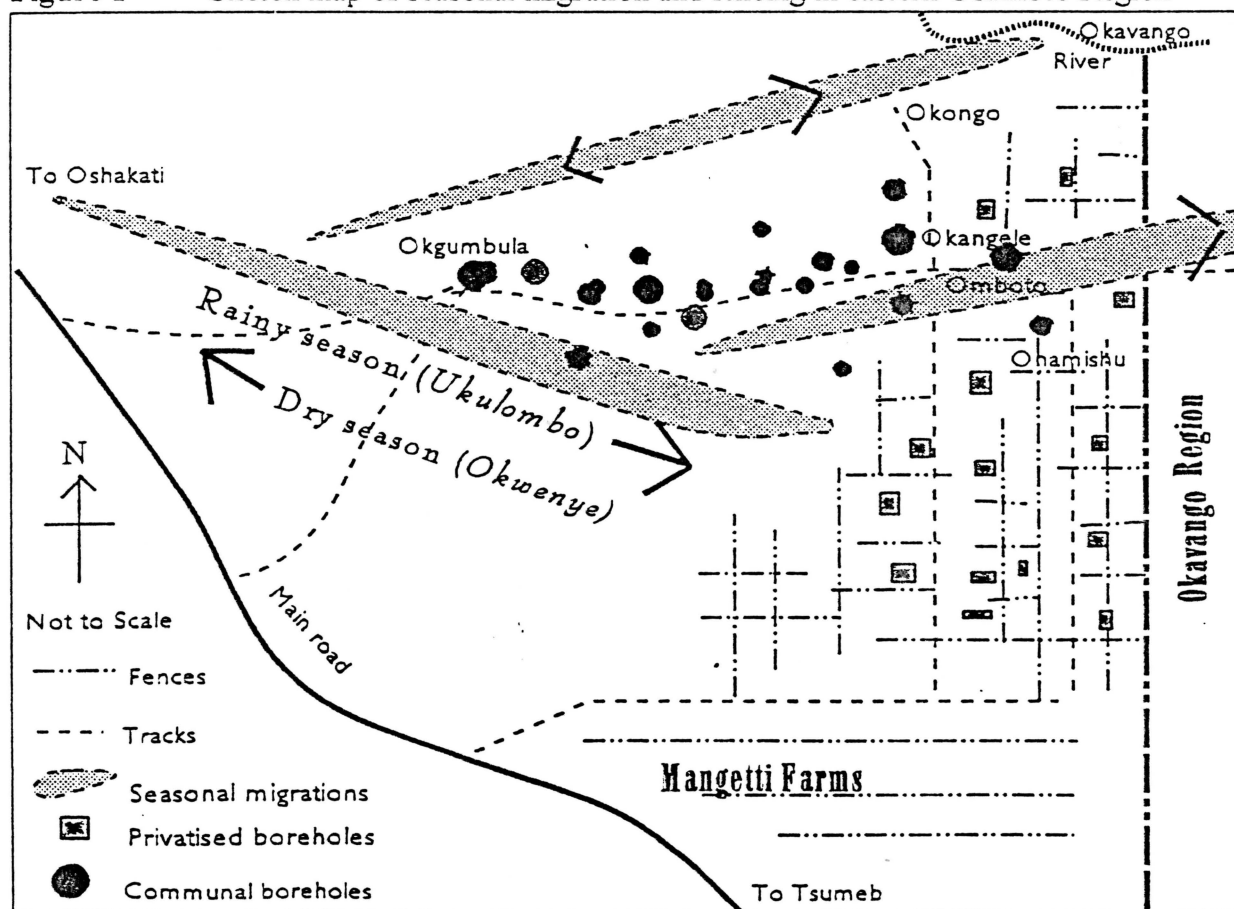 Okavango
River
Okongo
To Oshakati
Okgumbula
Okangele
Omboto
Rainy season (Ukulombo)
Ohamishu
Dry season (Okwenye)
N
Okavango Region
Not to Scale
Main road
Fences
Tracks
Mangetti Farms
Seasonal migrations
Privatised boreholes
Communal boreholes
To Tsumeb